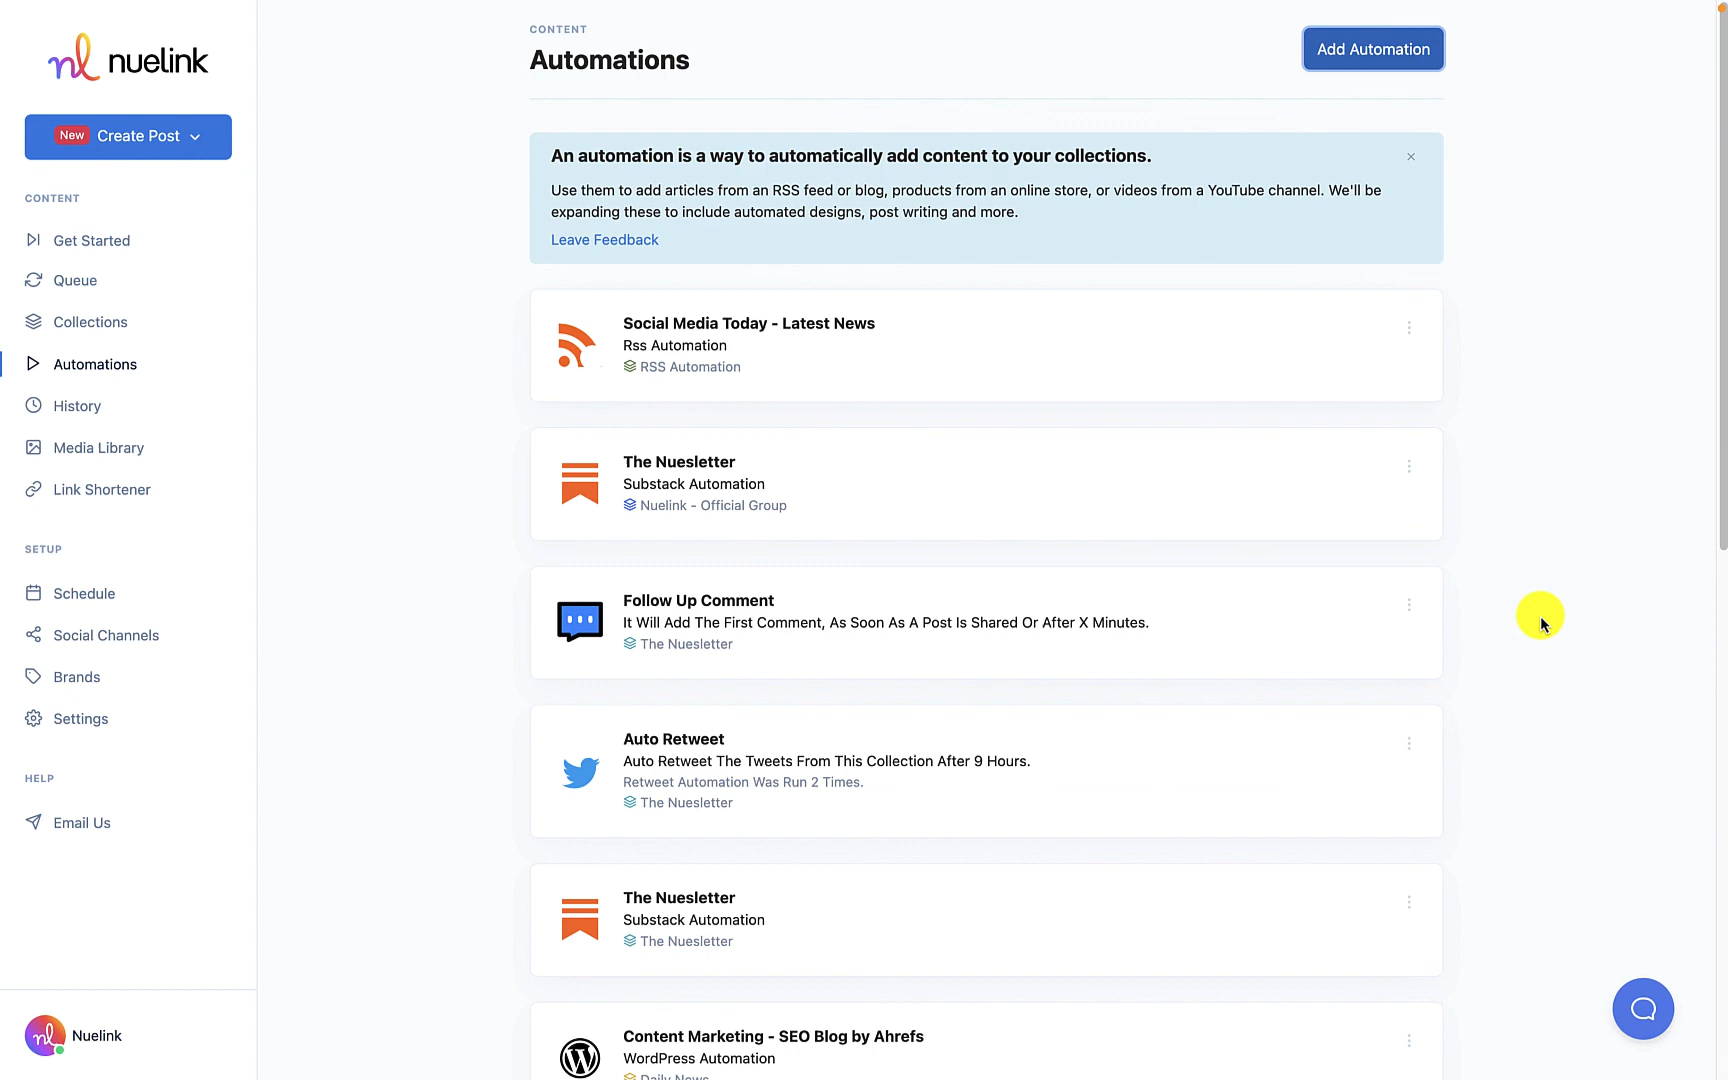 nuelink
New Create Post
CONTENT
Get Started
Queue
Collections
Automations
History
Media Library
Link Shortener
SETUP
Schedule
Social Channels
Brands
Settings
HELP
Email Us
Nuelink
CONTENT
Automations
Add Automation
An automation is a way to automatically add content to your collections.
Use them to add articles from an RSS feed or blog, products from an online store, or videos from a YouTube channel. We'll be
expanding these to include automated designs, post writing and more.
Leave Feedback
Social Media Today - Latest News
Rss Automation
RSS Automation
The Nuesletter
Substack Automation
Nuelink - Official Group
Follow Up Comment
It Will Add The First Comment, As Soon As A Post Is Shared Or After X Minutes.
The Nuesletter
Auto Retweet
Auto Retweet The Tweets From This Collection After 9 Hours.
Retweet Automation Was Run 2 Times.
The Nuesletter
The Nuesletter
Substack Automation
The Nuesletter
Content Marketing - SEO Blog by Ahrefs
WordPress Automation
Daily News